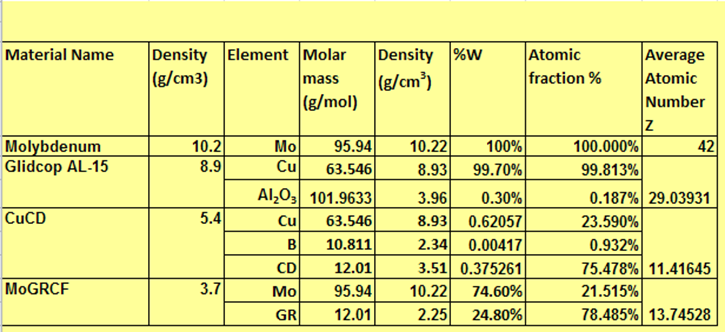 Material Name Density (g/cm3) Element Molar mass (g/mol) Density (g/cm³) %W Atomic fraction % Average Atomic Number Z
Molybdenum 10.2 Mo 95.94 10.22 100% 100.000% 42
Glidcop AL-15 8.9 Cu 63.546 8.93 99.70% 99.813%
Al₂O₃ 101.9633 3.96 0.30% 0.187% 29.03931
CuCD 5.4 Cu 63.546 8.93 0.62057 23.590%
B 10.811 2.34 0.00417 0.932%
CD 12.01 3.51 0.375261 75.478% 11.41645
MoGRCF 3.7 Mo 95.94 10.22 74.60% 21.515%
GR 12.01 2.25 24.80% 78.485% 13.74528